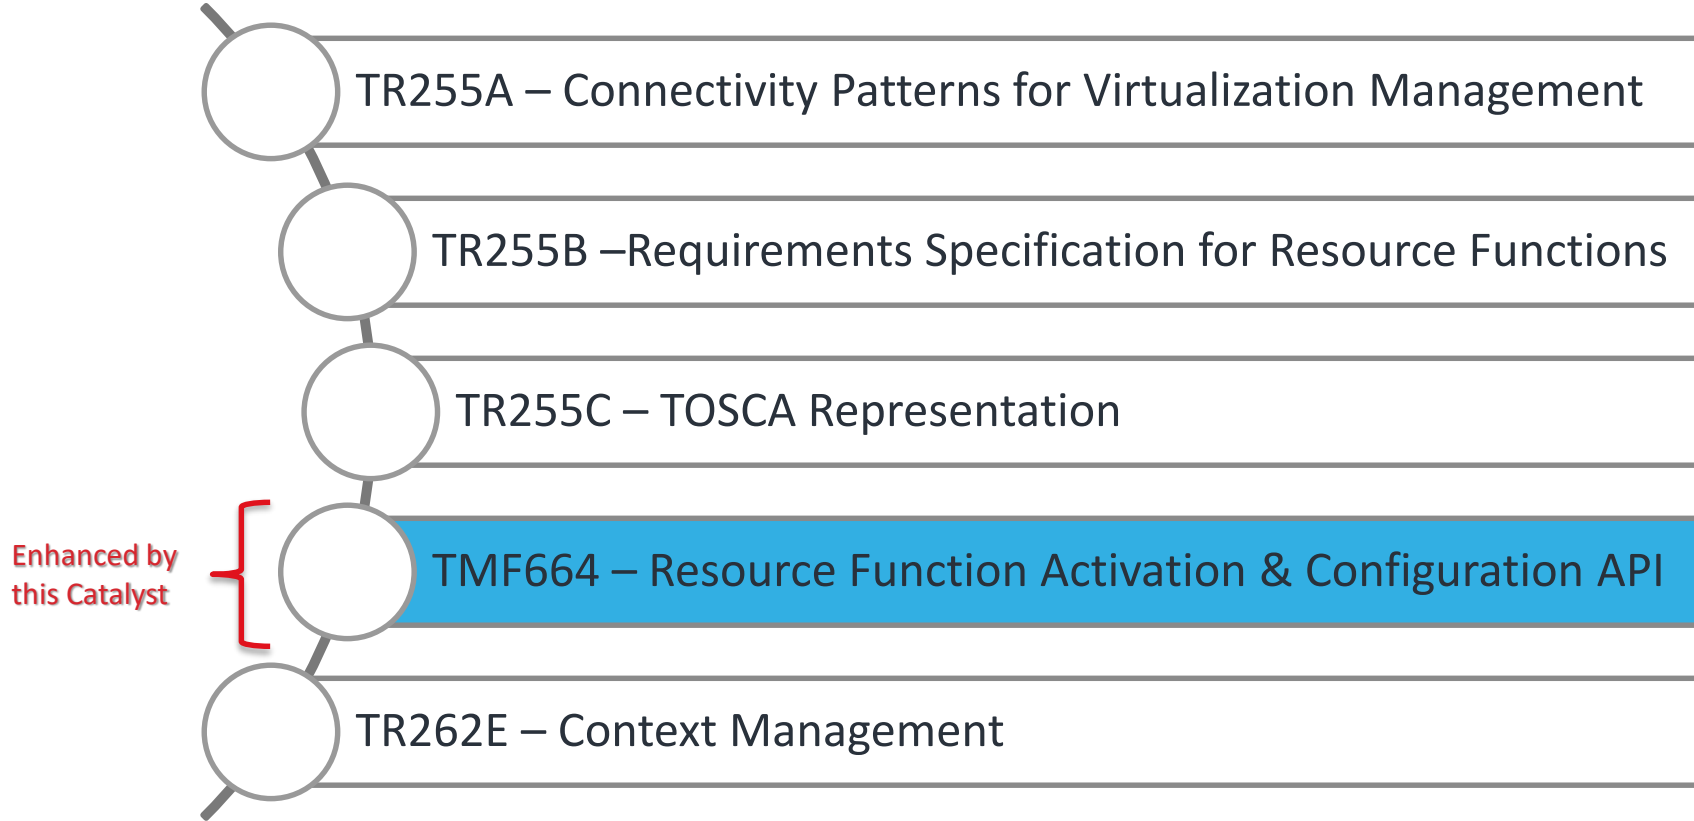 TR255A – Connectivity Patterns for Virtualization Management
TR255B –Requirements Specification for Resource Functions
TR255C – TOSCA Representation
Enhanced by
this Catalyst
TMF664 – Resource Function Activation & Configuration API
TR262E – Context Management